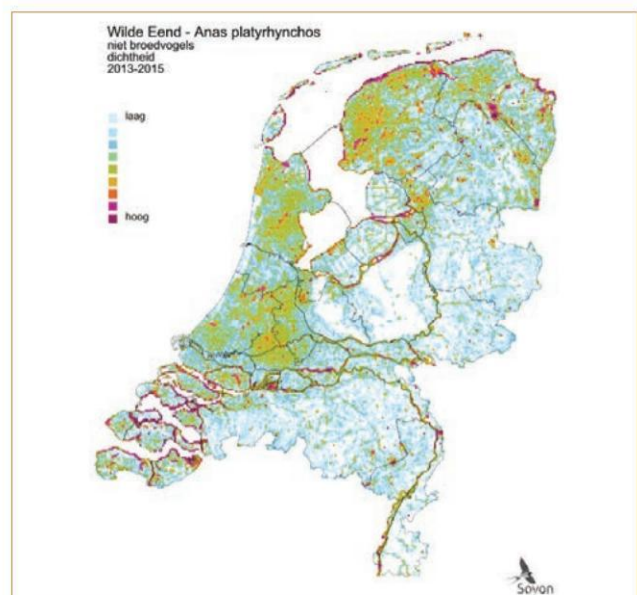 Wilde Eend - Anas platyrhynchos
niet broedvogels
dichtheid
2013-2015
laag
hoog
Sovon